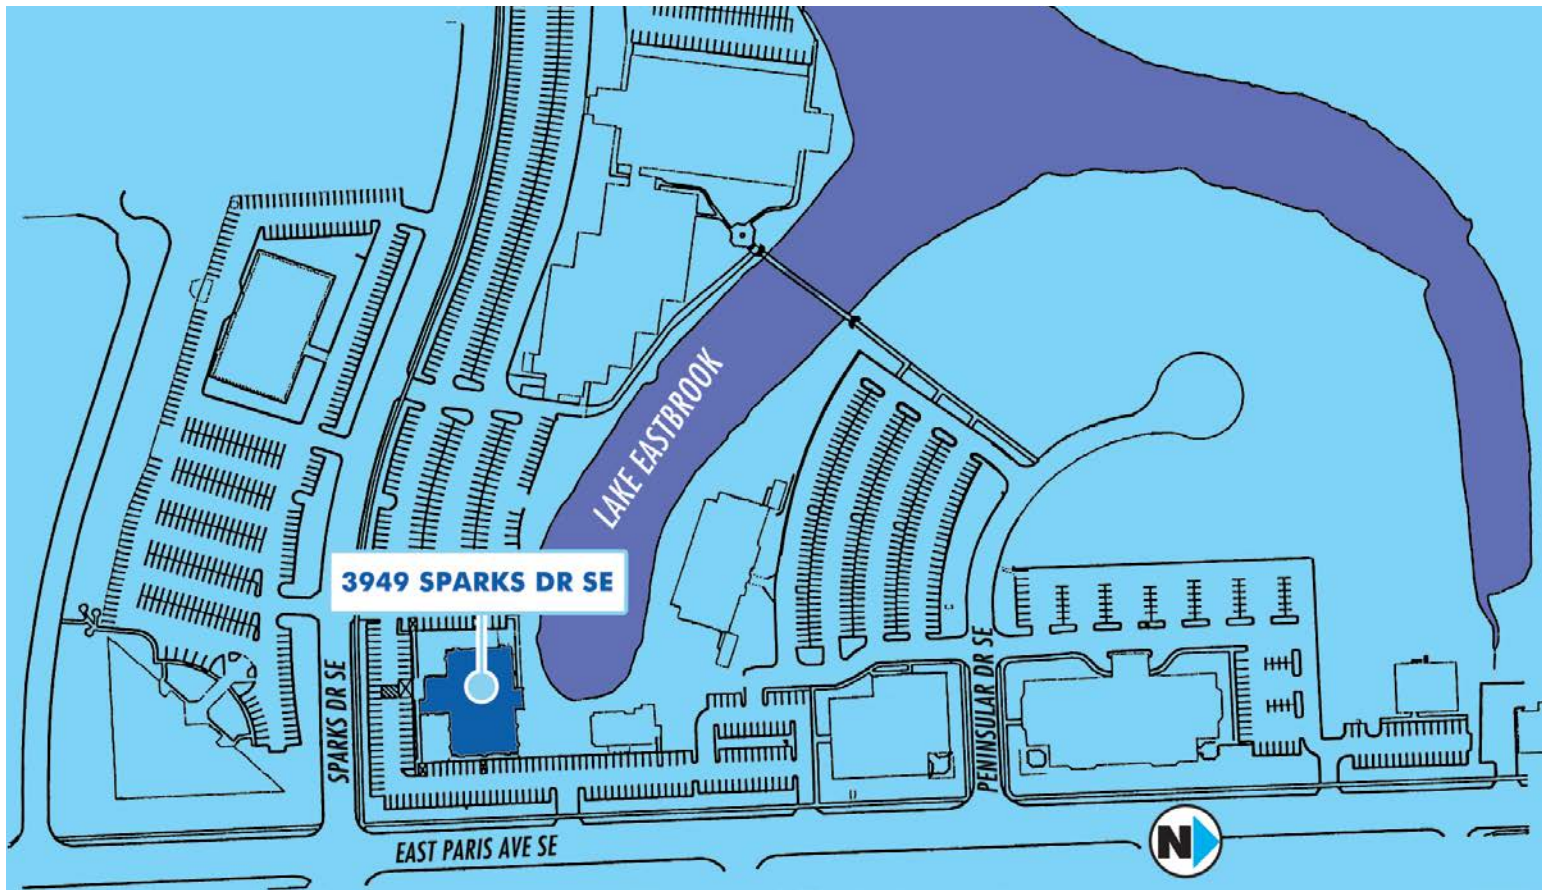 LAKE EASTBROOK
3949 SPARKS DR SE
SPARKS DR SE
PENINSULAR DR SE
EAST PARIS AVE SE
N